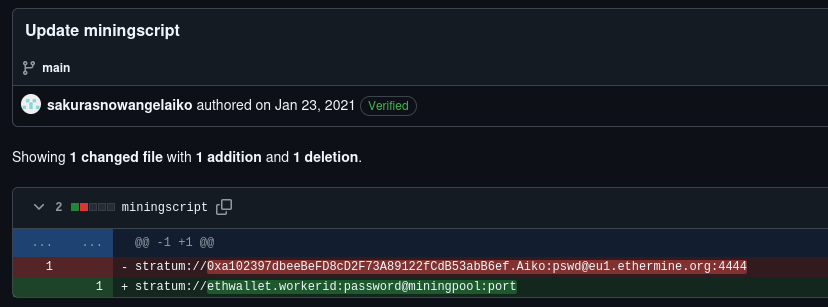 Update miningscript
main
sakurasnowangelaiko authored on Jan 23, 2021 Verified
Showing 1 changed file with 1 addition and 1 deletion.
2 miningscript
... ... @@ -1 +1 @@
1 - stratum://0xa102397dbeeBeFD8cD2F73A89122fCdB53abB6ef.Aiko:pswd@eu1.ethermine.org:4444
1 + stratum://ethwallet.workerid:password@miningpool:port